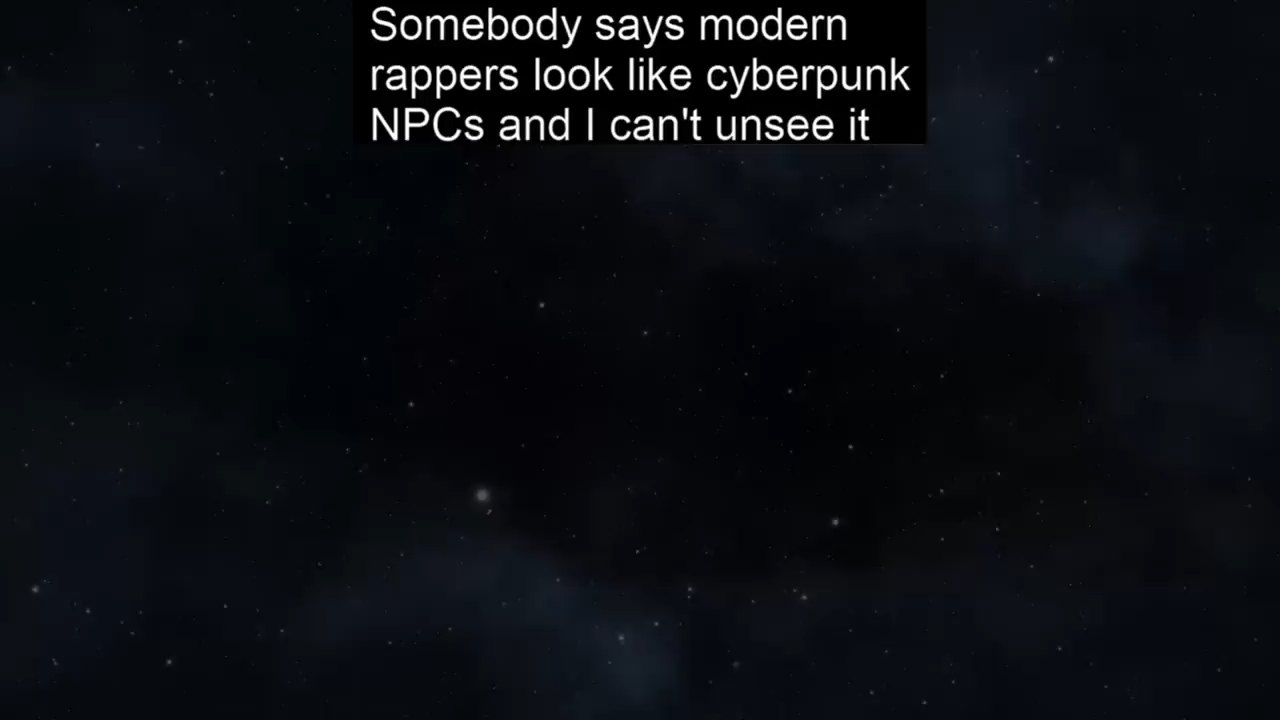 Somebody says modern
rappers look like cyberpunk
NPCs and I can't unsee it